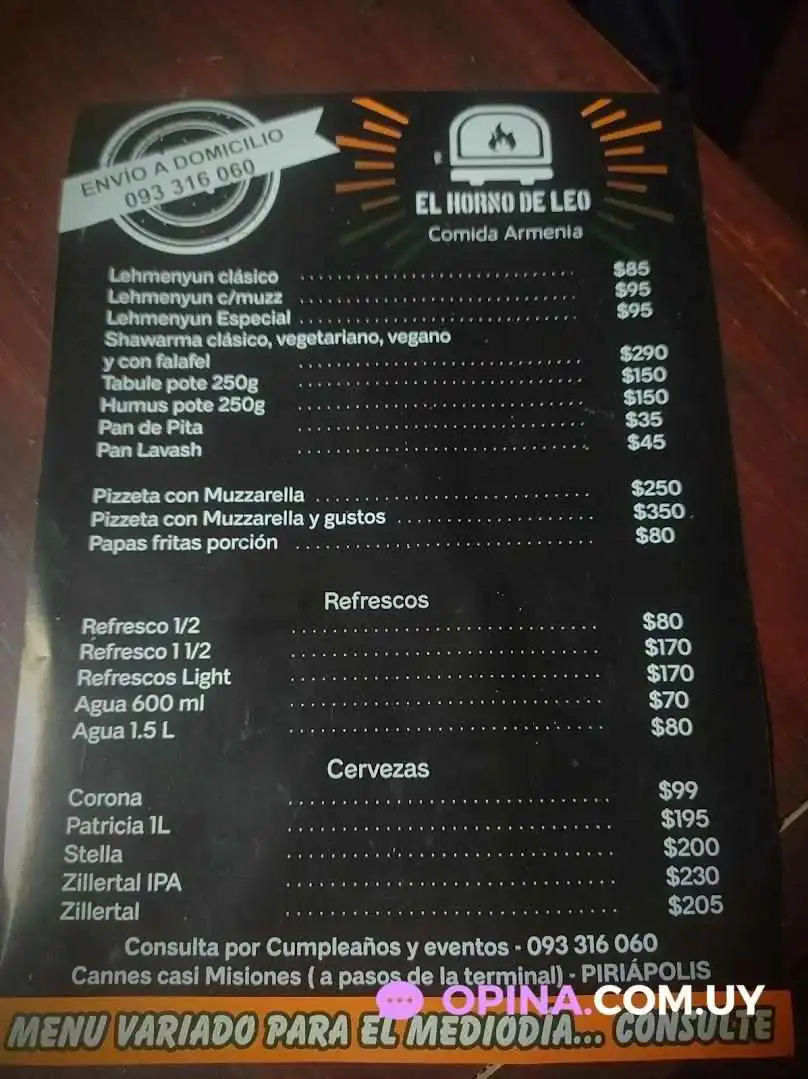 ENVÍO A DOMICILIO
093 316 060
EL HORNO DE LEO
Comida Armenia
Lehmenyun clásico ........ $85
Lehmenyun c/muzz ........ $95
Lehmenyun Especial ........ $95
Shawarma clásico, vegetariano, vegano
y con falafel ........ $290
Tabule pote 250g ........ $150
Humus pote 250g ........ $150
Pan de Pita ........ $35
Pan Lavash ........ $45
Pizzeta con Muzzarella ........ $250
Pizzeta con Muzzarella y gustos ........ $350
Papas fritas porción ........ $80
Refrescos
Refresco 1/2 ........ $80
Refresco 1 1/2 ........ $170
Refrescos Light ........ $170
Agua 600 ml ........ $70
Agua 1.5 L ........ $80
Cervezas
Corona ........ $99
Patricia 1L ........ $195
Stella ........ $200
Zillertal IPA ........ $230
Zillertal ........ $205
Consulta por Cumpleaños y eventos - 093 316 060
Cannes casi Misiones ( a pasos de la terminal) - PIRIÁPOLIS
OPINA.COM.UY
MENU VARIADO PARA EL MEDIODIA... CONSULTE